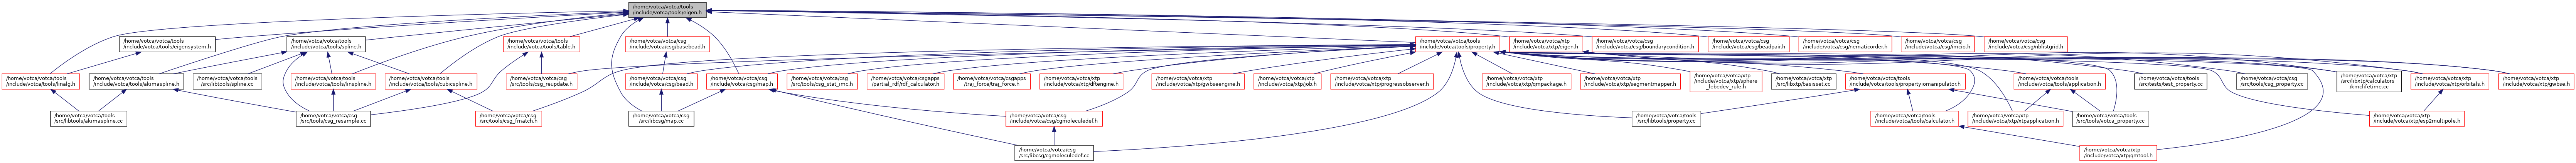 /home/votca/votca/tools
/include/votca/tools/eigen.h
/home/votca/votca/tools
/include/votca/tools/eigensystem.h
/home/votca/votca/tools
/include/votca/tools/spline.h
/home/votca/votca/tools
/include/votca/tools/table.h
/home/votca/votca/csg
/include/votca/csg/basebead.h
/home/votca/votca/tools
/include/votca/tools/property.h
/home/votca/votca/xtp
/include/votca/xtp/eigen.h
/home/votca/votca/csg
/include/votca/csg/boundarycondition.h
/home/votca/votca/csg
/include/votca/csg/beadpair.h
/home/votca/votca/csg
/include/votca/csg/nematicorder.h
/home/votca/votca/csg
/include/votca/csg/imcio.h
/home/votca/votca/csg
/include/votca/csg/nblistgrid.h
/home/votca/votca/tools
/include/votca/tools/linalg.h
/home/votca/votca/tools
/include/votca/tools/akimaspline.h
/home/votca/votca/tools
/src/libtools/spline.cc
/home/votca/votca/tools
/include/votca/tools/linspline.h
/home/votca/votca/tools
/include/votca/tools/cubicspline.h
/home/votca/votca/csg
/src/tools/csg_reupdate.h
/home/votca/votca/csg
/include/votca/csg/bead.h
/home/votca/votca/csg
/include/votca/csg/map.h
/home/votca/votca/csg
/src/tools/csg_stat_imc.h
/home/votca/votca/csgapps
/partial_rdf/rdf_calculator.h
/home/votca/votca/csgapps
/traj_force/traj_force.h
/home/votca/votca/xtp
/include/votca/xtp/dftengine.h
/home/votca/votca/xtp
/include/votca/xtp/gwbseengine.h
/home/votca/votca/xtp
/include/votca/xtp/job.h
/home/votca/votca/xtp
/include/votca/xtp/progressobserver.h
/home/votca/votca/xtp
/include/votca/xtp/qmpackage.h
/home/votca/votca/xtp
/include/votca/xtp/segmentmapper.h
/home/votca/votca/xtp
/include/votca/xtp/sphere
_lebedev_rule.h
/home/votca/votca/xtp
/src/libxtp/basisset.cc
/home/votca/votca/tools
/include/votca/tools/propertyiomanipulator.h
/home/votca/votca/tools
/include/votca/tools/application.h
/home/votca/votca/tools
/src/tests/test_property.cc
/home/votca/votca/csg
/src/tools/csg_property.cc
/home/votca/votca/xtp
/src/libxtp/calculators
/kmclifetime.cc
/home/votca/votca/xtp
/include/votca/xtp/orbitals.h
/home/votca/votca/xtp
/include/votca/xtp/gwbse.h
/home/votca/votca/tools
/src/libtools/akimaspline.cc
/home/votca/votca/csg
/src/tools/csg_resample.cc
/home/votca/votca/csg
/src/tools/csg_fmatch.h
/home/votca/votca/csg
/src/libcsg/map.cc
/home/votca/votca/csg
/include/votca/csg/cgmoleculedef.h
/home/votca/votca/tools
/src/libtools/property.cc
/home/votca/votca/tools
/include/votca/tools/calculator.h
/home/votca/votca/xtp
/include/votca/xtp/xtpapplication.h
/home/votca/votca/tools
/src/tools/votca_property.cc
/home/votca/votca/xtp
/include/votca/xtp/esp2multipole.h
/home/votca/votca/csg
/src/libcsg/cgmoleculedef.cc
/home/votca/votca/xtp
/include/votca/xtp/qmtool.h